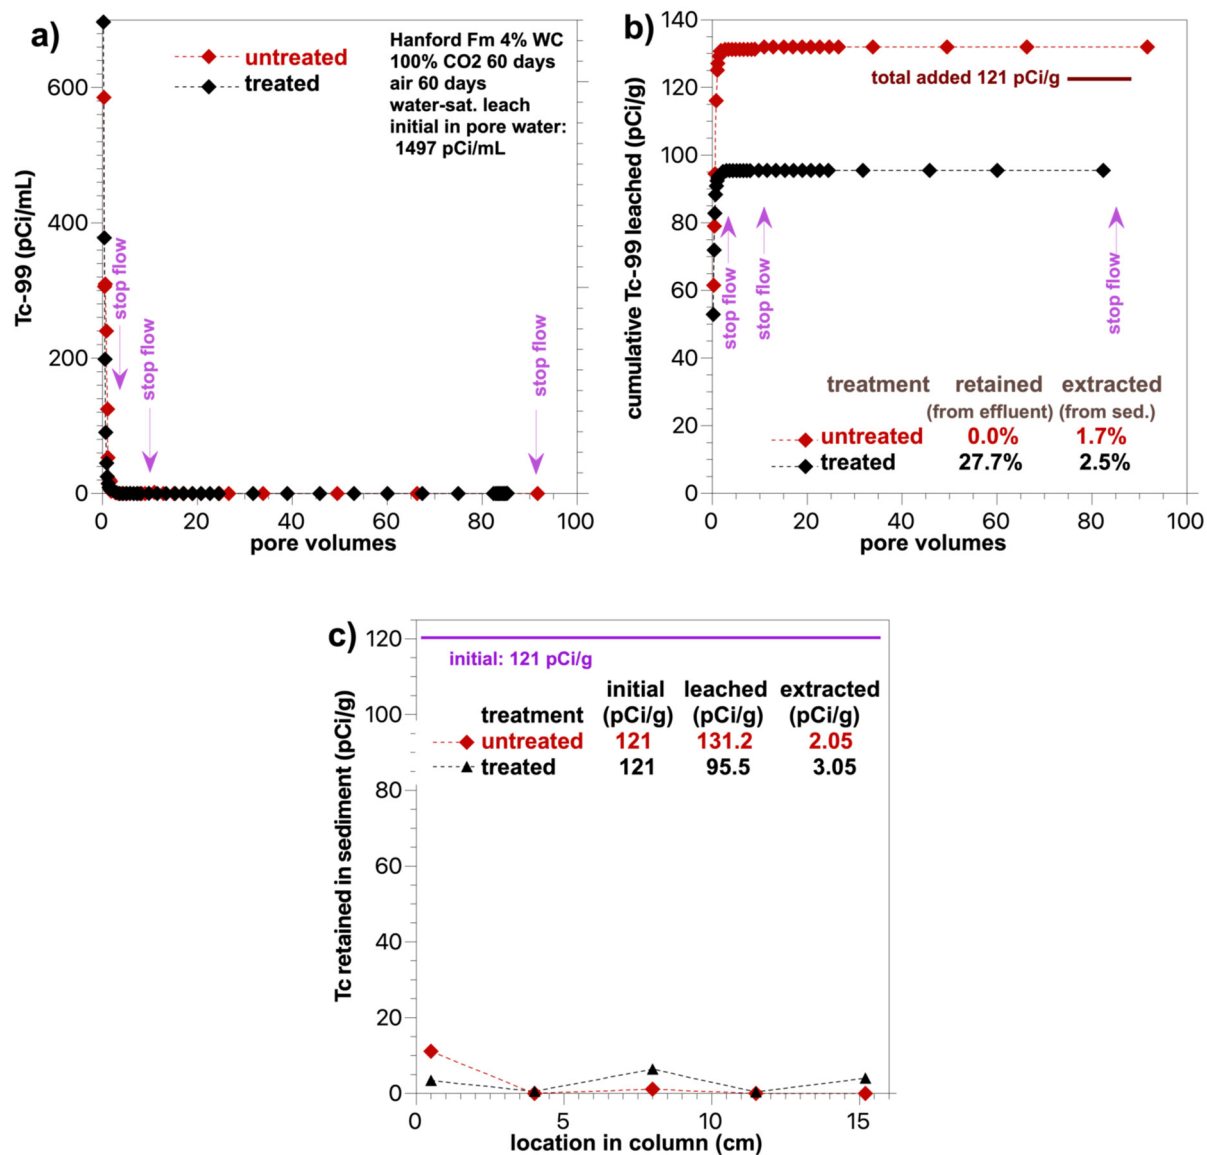 a)
untreated
treated
Hanford Fm 4% WC
100% CO2 60 days
air 60 days
water-sat. leach
initial in pore water:
1497 pCi/mL
Tc-99 (pCi/mL)
600
400
200
0
stop flow
stop flow
stop flow
0 20 40 60 80 100
pore volumes
b)
cumulative Tc-99 leached (pCi/g)
140
120
100
80
60
40
20
0
total added 121 pCi/g
stop flow
stop flow
stop flow
treatment retained extracted
(from effluent) (from sed.)
untreated 0.0% 1.7%
treated 27.7% 2.5%
0 20 40 60 80 100
pore volumes
c)
Tc retained in sediment (pCi/g)
120
100
80
60
40
20
0
initial: 121 pCi/g
initial leached extracted
treatment (pCi/g) (pCi/g) (pCi/g)
untreated 121 131.2 2.05
treated 121 95.5 3.05
0 5 10 15
location in column (cm)